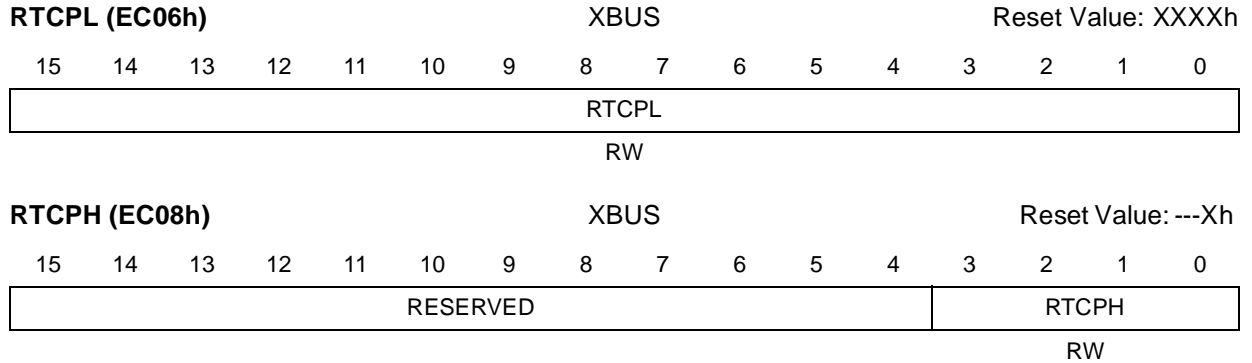 RTCPL (EC06h) XBUS Reset Value: XXXXh
15 14 13 12 11 10 9 8 7 6 5 4 3 2 1 0
RTCPL
RW
RTCPH (EC08h) XBUS Reset Value: ---Xh
15 14 13 12 11 10 9 8 7 6 5 4 3 2 1 0
RESERVED RTCPH
RW